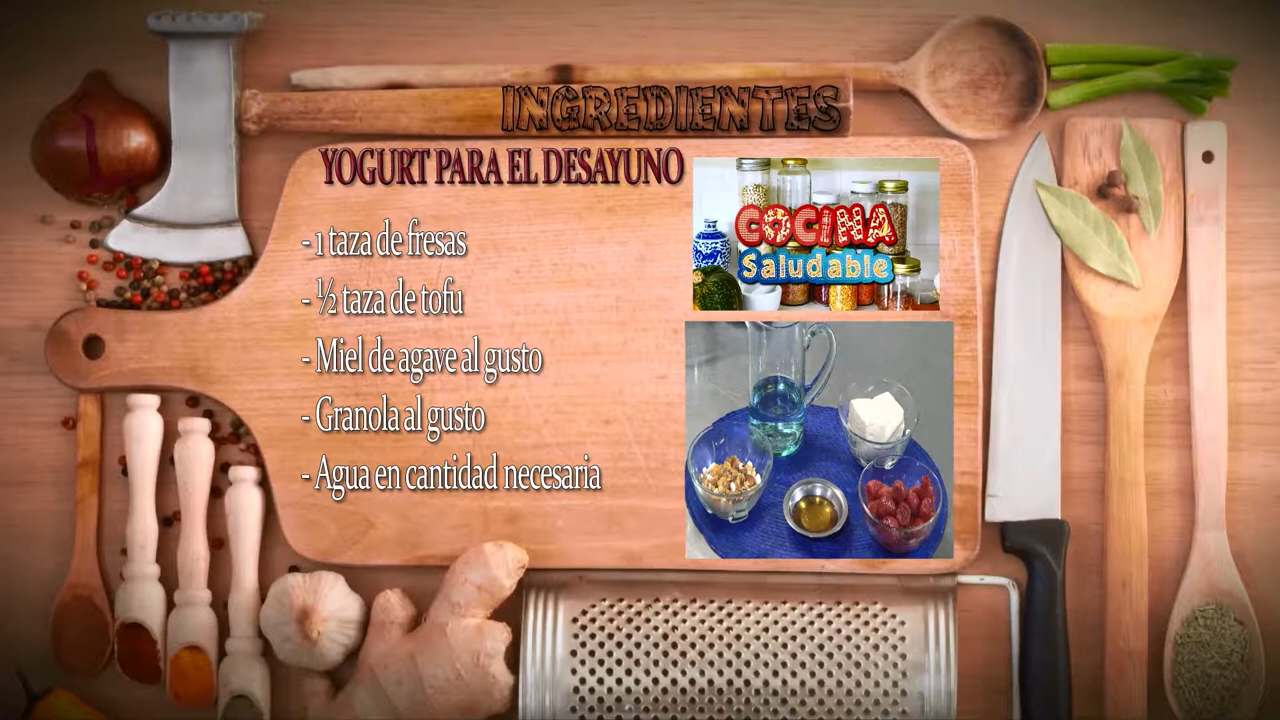 INGREDIENTES
YOGURT PARA EL DESAYUNO
- 1 taza de fresas
- ½ taza de tofu
- Miel de agave al gusto
- Granola al gusto
- Agua en cantidad necesaria
COCINA
Saludable